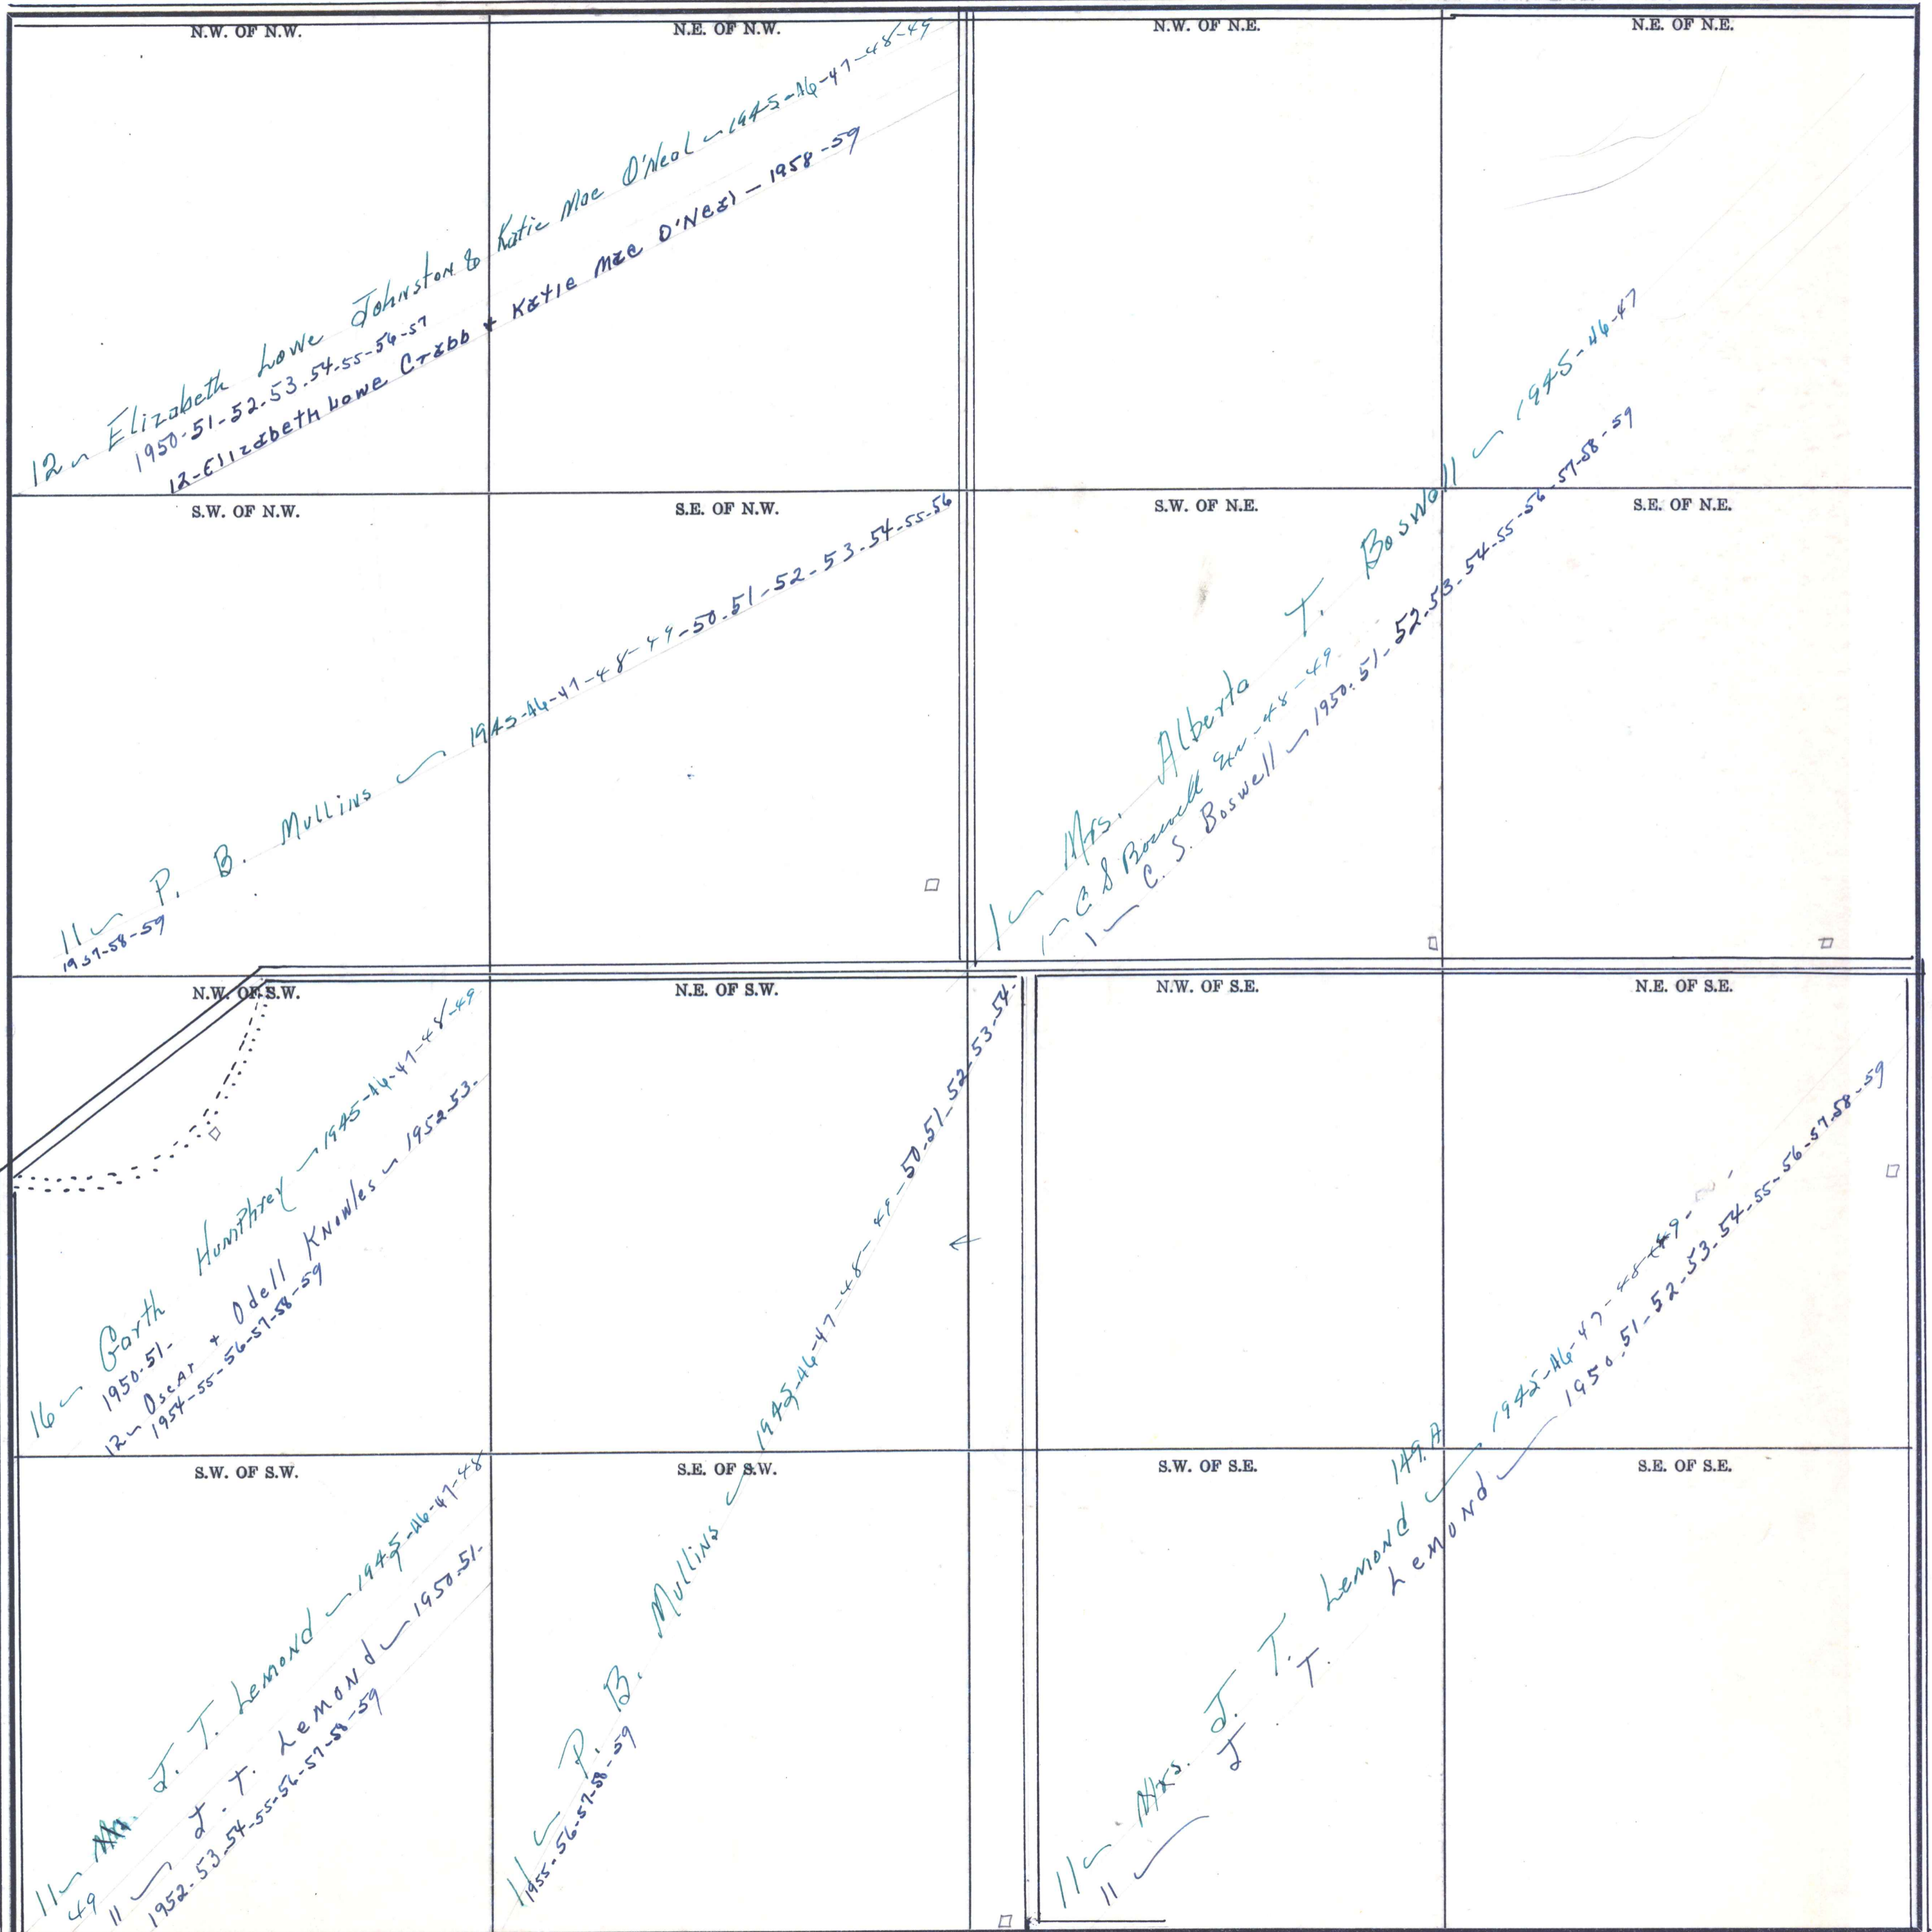 N.W. OF N.W.
N.E. OF N.W.
N.W. OF N.E.
N.E. OF N.E.
12 ~ Elizabeth Lowe Johnston & Katie Mae O'Neal ~ 1945-46-47-48-49
1950-51-52-53-54-55-56-57
12-Elizabeth Lowe Crabb + Katie Mae O'Neal — 1958-59
S.W. OF N.W.
S.E. OF N.W.
S.W. OF N.E.
S.E. OF N.E.
11 ~ P. B. Mullins ~ 1945-46-47-48-49-50-51-52-53-54-55-56
1957-58-59
1 ~ Mrs. Alberta T. Boswell ~ 1945-46-47
1 ~ C S Boswell Exr-48-49
1 ~ C. S. Boswell ~ 1950-51-52-53-54-55-56-57-58-59
N.W. OF S.W.
N.E. OF S.W.
N.W. OF S.E.
N.E. OF S.E.
16 ~ Garth Humphrey ~ 1945-46-47-48-49
1950-51-
12 ~ Oscar + Odell Knowles ~ 1952-53-
1954-55-56-57-58-59
S.W. OF S.W.
S.E. OF S.W.
S.W. OF S.E.
S.E. OF S.E.
11 ~ J. T. Lemond ~ 1945-46-47-48
49
11 ~ J. T. Lemond ~ 1950-51-
1952-53-54-55-56-57-58-59
11 ~ P. B. Mullins ~ 1945-46-47-48-49-50-51-52-53-54-
1955-56-57-58-59
149 A
11 ~ Mrs. J. T. Lemond ~ 1945-46-47-48-49-
11 ~ J T. Lemond ~ 1950-51-52-53-54-55-56-57-58-59